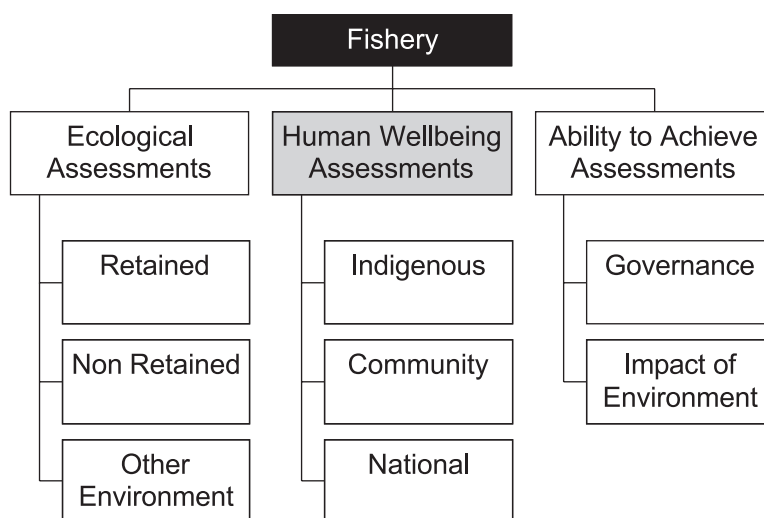 Fishery
Ecological
Assessments
Human Wellbeing
Assessments
Ability to Achieve
Assessments
Retained
Non Retained
Other
Environment
Indigenous
Community
National
Governance
Impact of
Environment